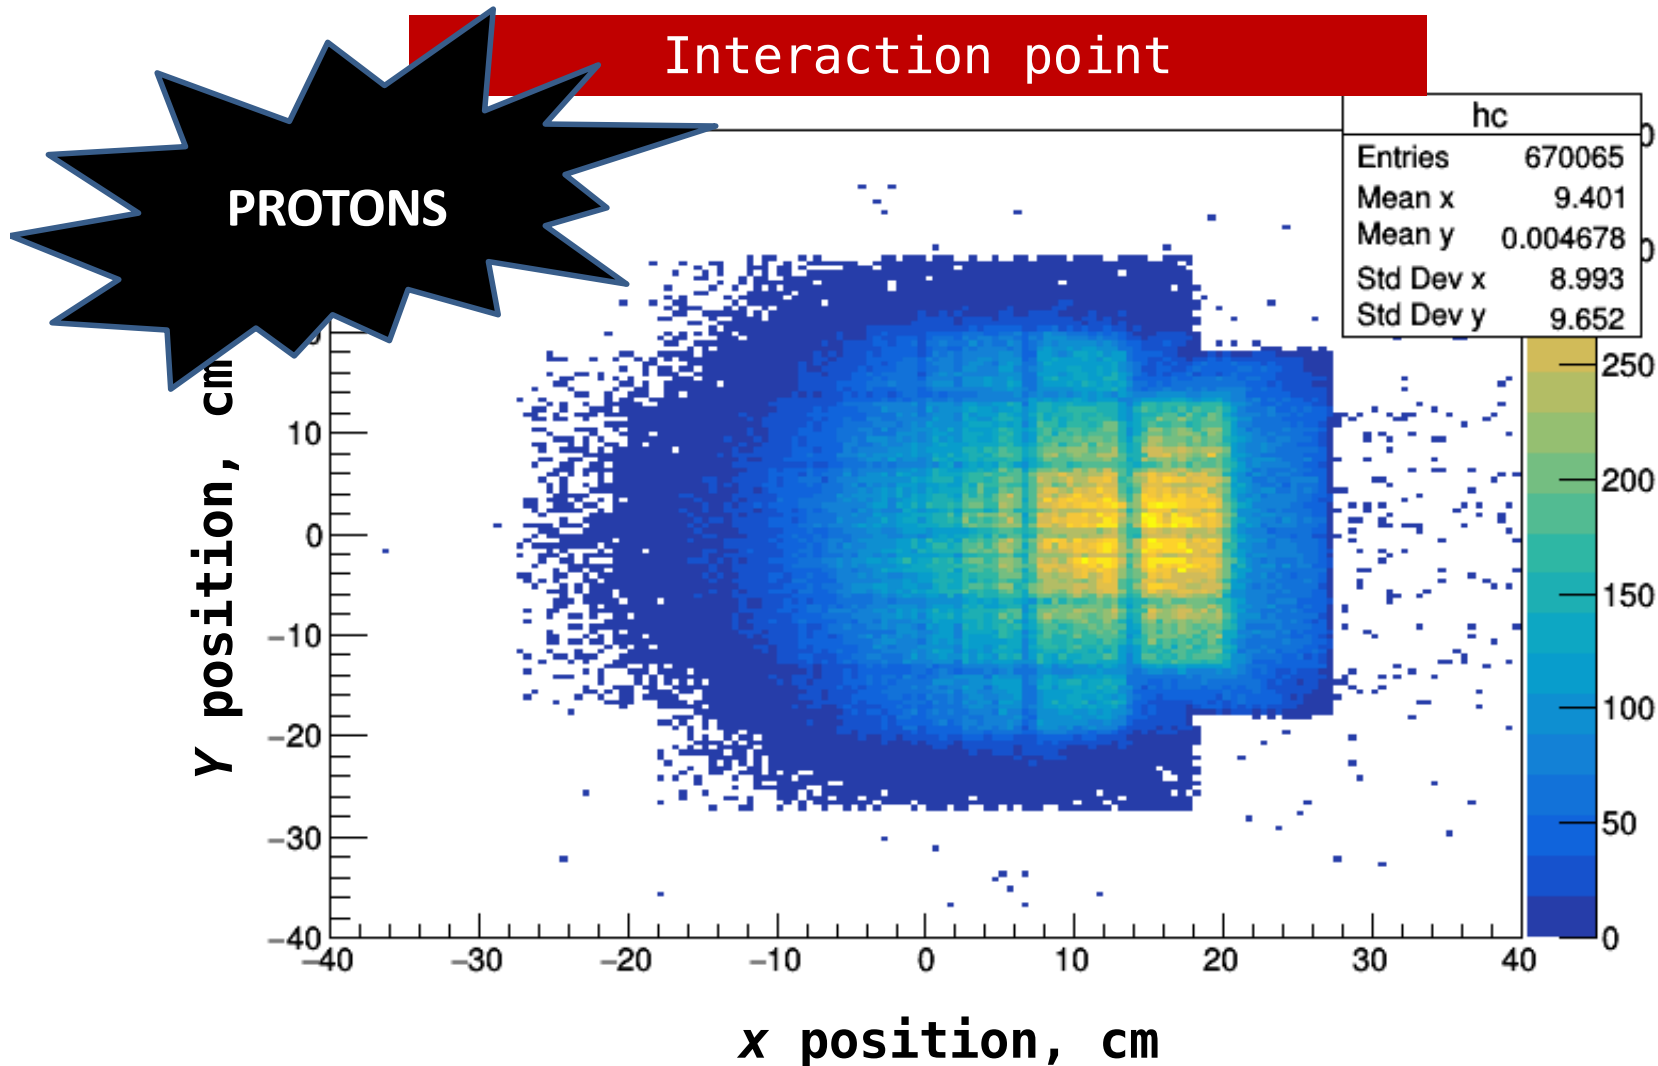 Interaction point
PROTONS
hc
Entries 670065
Mean x 9.401
Mean y 0.004678
Std Dev x 8.993
Std Dev y 9.652
Y position, cm
10
0
−10
−20
−30
−40
−40 −30 −20 −10 0 10 20 30 40
x position, cm
250
200
150
100
50
0